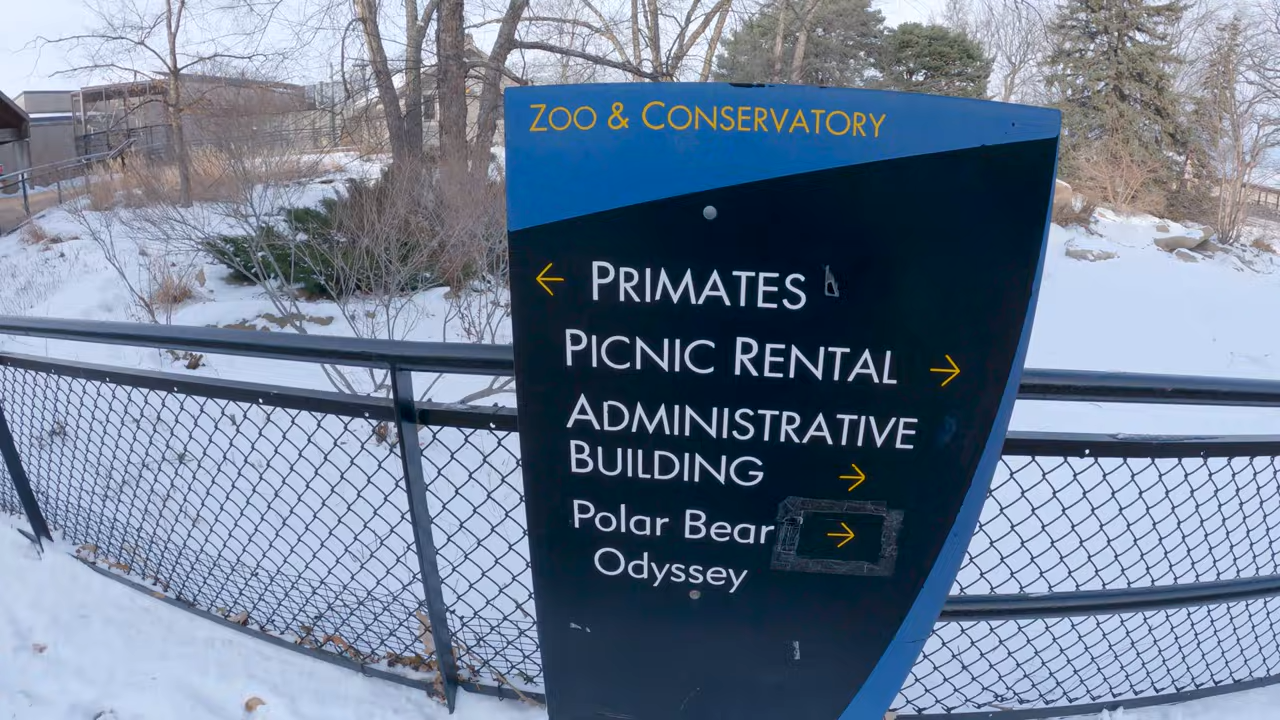 ZOO & CONSERVATORY
← PRIMATES
PICNIC RENTAL →
ADMINISTRATIVE
BUILDING →
Polar Bear →
Odyssey